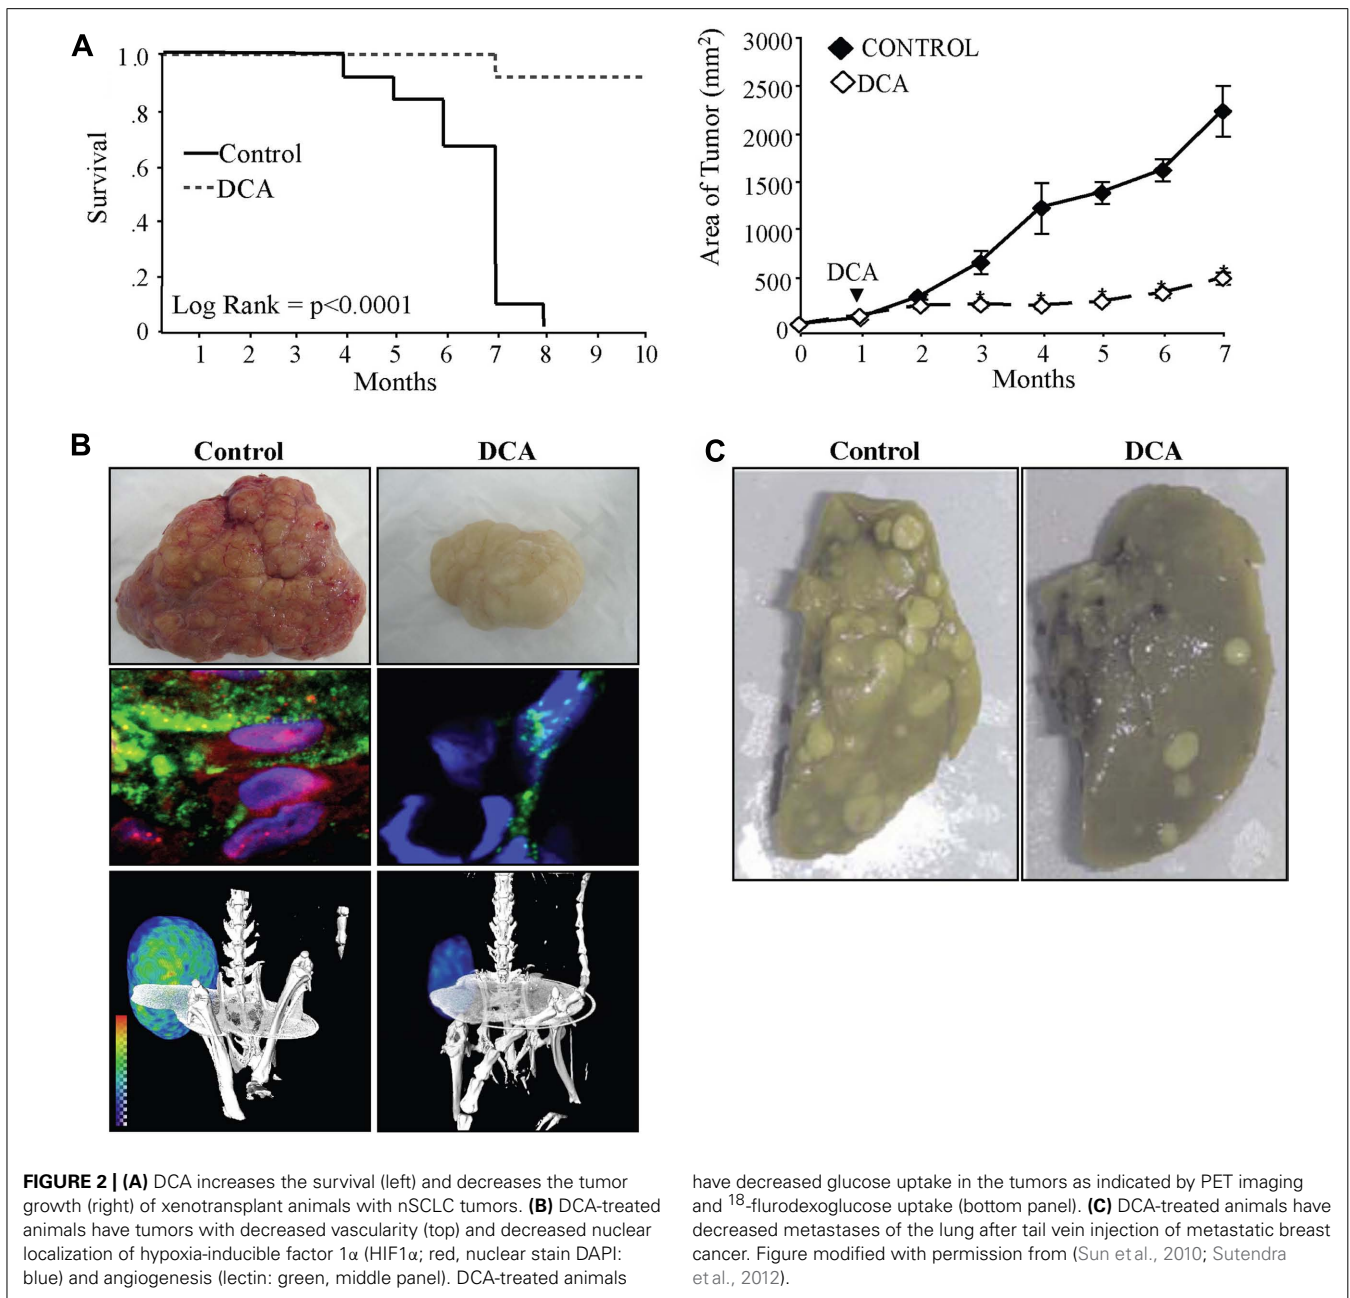 A
1.0
.8
.6
.4
.2
0
Survival
Control
DCA
Log Rank = p<0.0001
1 2 3 4 5 6 7 8 9 10
Months
3000
2500
2000
1500
1000
500
0
Area of Tumor (mm²)
CONTROL
DCA
DCA
* * * * *
0 1 2 3 4 5 6 7
Months
B
Control DCA
C
Control DCA
FIGURE 2 | (A) DCA increases the survival (left) and decreases the tumor
growth (right) of xenotransplant animals with nSCLC tumors. (B) DCA-treated
animals have tumors with decreased vascularity (top) and decreased nuclear
localization of hypoxia-inducible factor 1α (HIF1α; red, nuclear stain DAPI:
blue) and angiogenesis (lectin: green, middle panel). DCA-treated animals
have decreased glucose uptake in the tumors as indicated by PET imaging
and ¹⁸-flurodexoglucose uptake (bottom panel). (C) DCA-treated animals have
decreased metastases of the lung after tail vein injection of metastatic breast
cancer. Figure modified with permission from (Sun et al., 2010; Sutendra
et al., 2012).